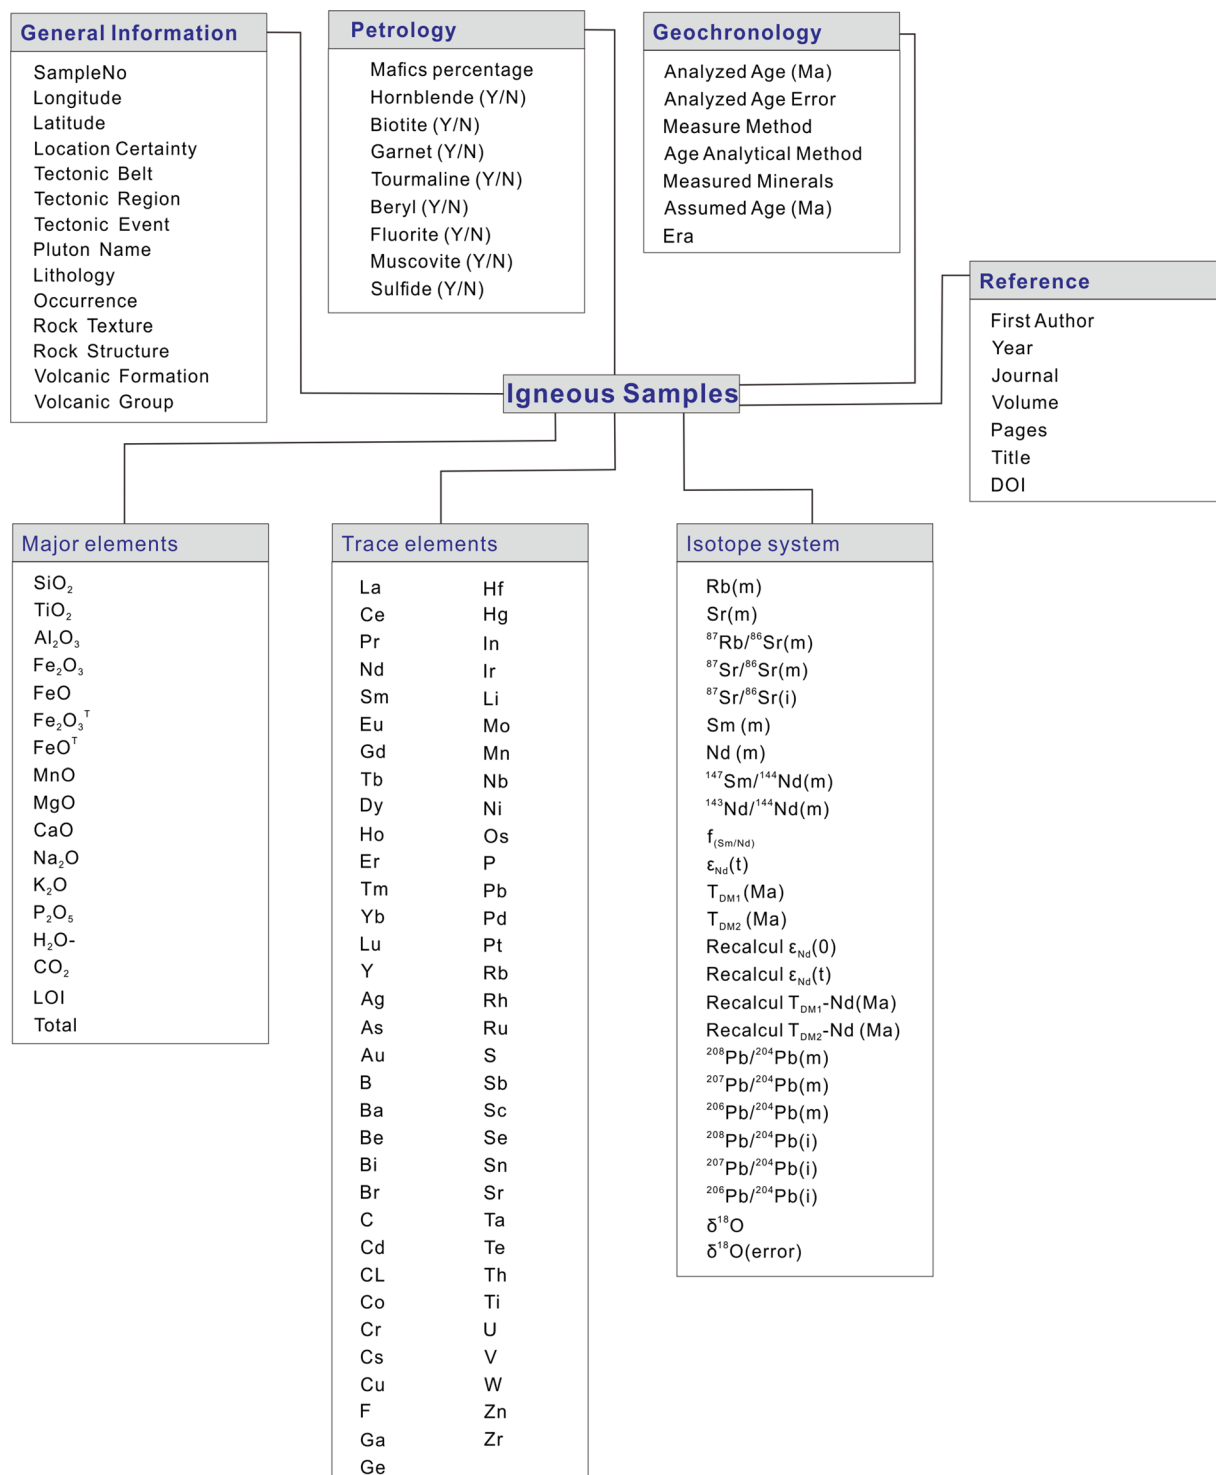 General Information
SampleNo
Longitude
Latitude
Location Certainty
Tectonic Belt
Tectonic Region
Tectonic Event
Pluton Name
Lithology
Occurrence
Rock Texture
Rock Structure
Volcanic Formation
Volcanic Group
Petrology
Mafics percentage
Hornblende (Y/N)
Biotite (Y/N)
Garnet (Y/N)
Tourmaline (Y/N)
Beryl (Y/N)
Fluorite (Y/N)
Muscovite (Y/N)
Sulfide (Y/N)
Geochronology
Analyzed Age (Ma)
Analyzed Age Error
Measure Method
Age Analytical Method
Measured Minerals
Assumed Age (Ma)
Era
Reference
First Author
Year
Journal
Volume
Pages
Title
DOI
Igneous Samples
Major elements
SiO₂
TiO₂
Al₂O₃
Fe₂O₃
FeO
Fe₂O₃ᵀ
FeOᵀ
MnO
MgO
CaO
Na₂O
K₂O
P₂O₅
H₂O-
CO₂
LOI
Total
Trace elements
La
Ce
Pr
Nd
Sm
Eu
Gd
Tb
Dy
Ho
Er
Tm
Yb
Lu
Y
Ag
As
Au
B
Ba
Be
Bi
Br
C
Cd
CL
Co
Cr
Cs
Cu
F
Ga
Ge
Hf
Hg
In
Ir
Li
Mo
Mn
Nb
Ni
Os
P
Pb
Pd
Pt
Rb
Rh
Ru
S
Sb
Sc
Se
Sn
Sr
Ta
Te
Th
Ti
U
V
W
Zn
Zr
Isotope system
Rb(m)
Sr(m)
⁸⁷Rb/⁸⁶Sr(m)
⁸⁷Sr/⁸⁶Sr(m)
⁸⁷Sr/⁸⁶Sr(i)
Sm (m)
Nd (m)
¹⁴⁷Sm/¹⁴⁴Nd(m)
¹⁴³Nd/¹⁴⁴Nd(m)
f(Sm/Nd)
εNd(t)
TDM1(Ma)
TDM2 (Ma)
Recalcul εNd(0)
Recalcul εNd(t)
Recalcul TDM1-Nd(Ma)
Recalcul TDM2-Nd (Ma)
²⁰⁸Pb/²⁰⁴Pb(m)
²⁰⁷Pb/²⁰⁴Pb(m)
²⁰⁶Pb/²⁰⁴Pb(m)
²⁰⁸Pb/²⁰⁴Pb(i)
²⁰⁷Pb/²⁰⁴Pb(i)
²⁰⁶Pb/²⁰⁴Pb(i)
δ¹⁸O
δ¹⁸O(error)